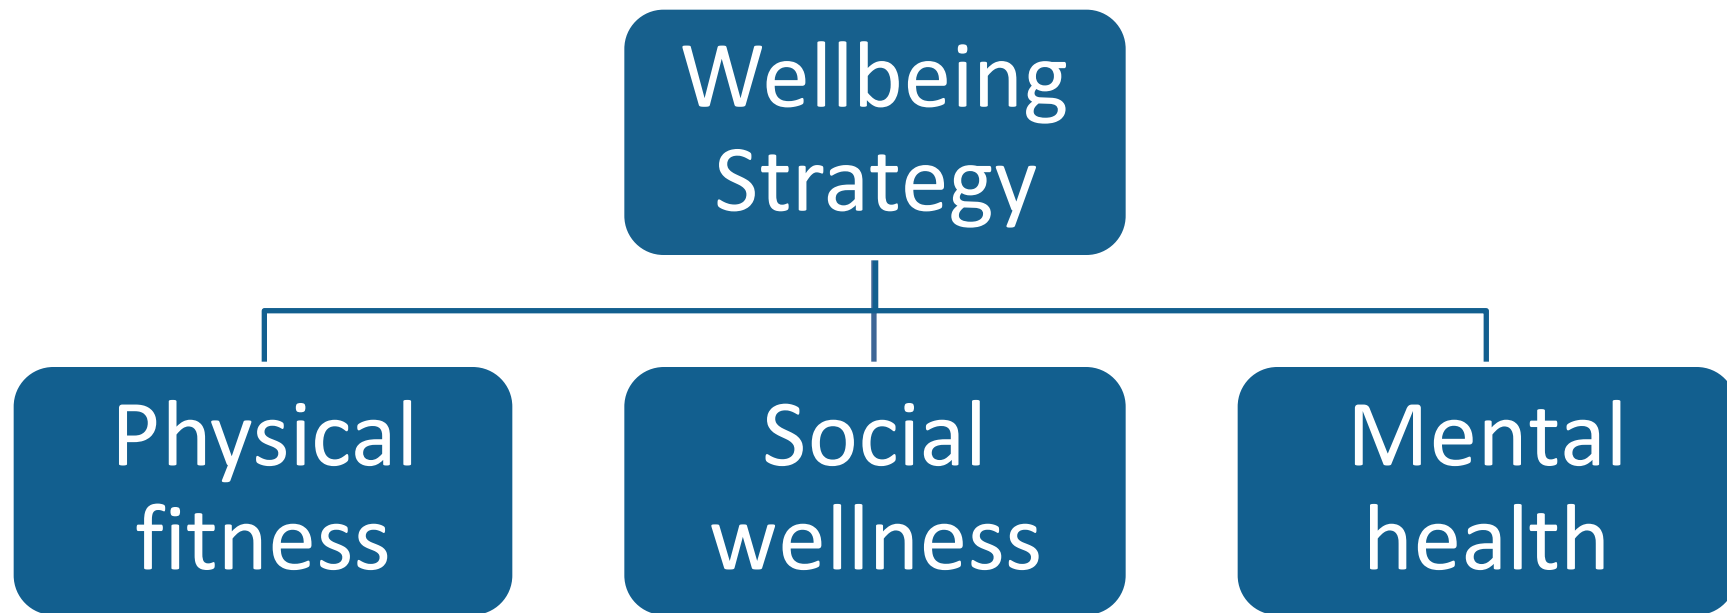 Wellbeing
Strategy
Physical
fitness
Social
wellness
Mental
health